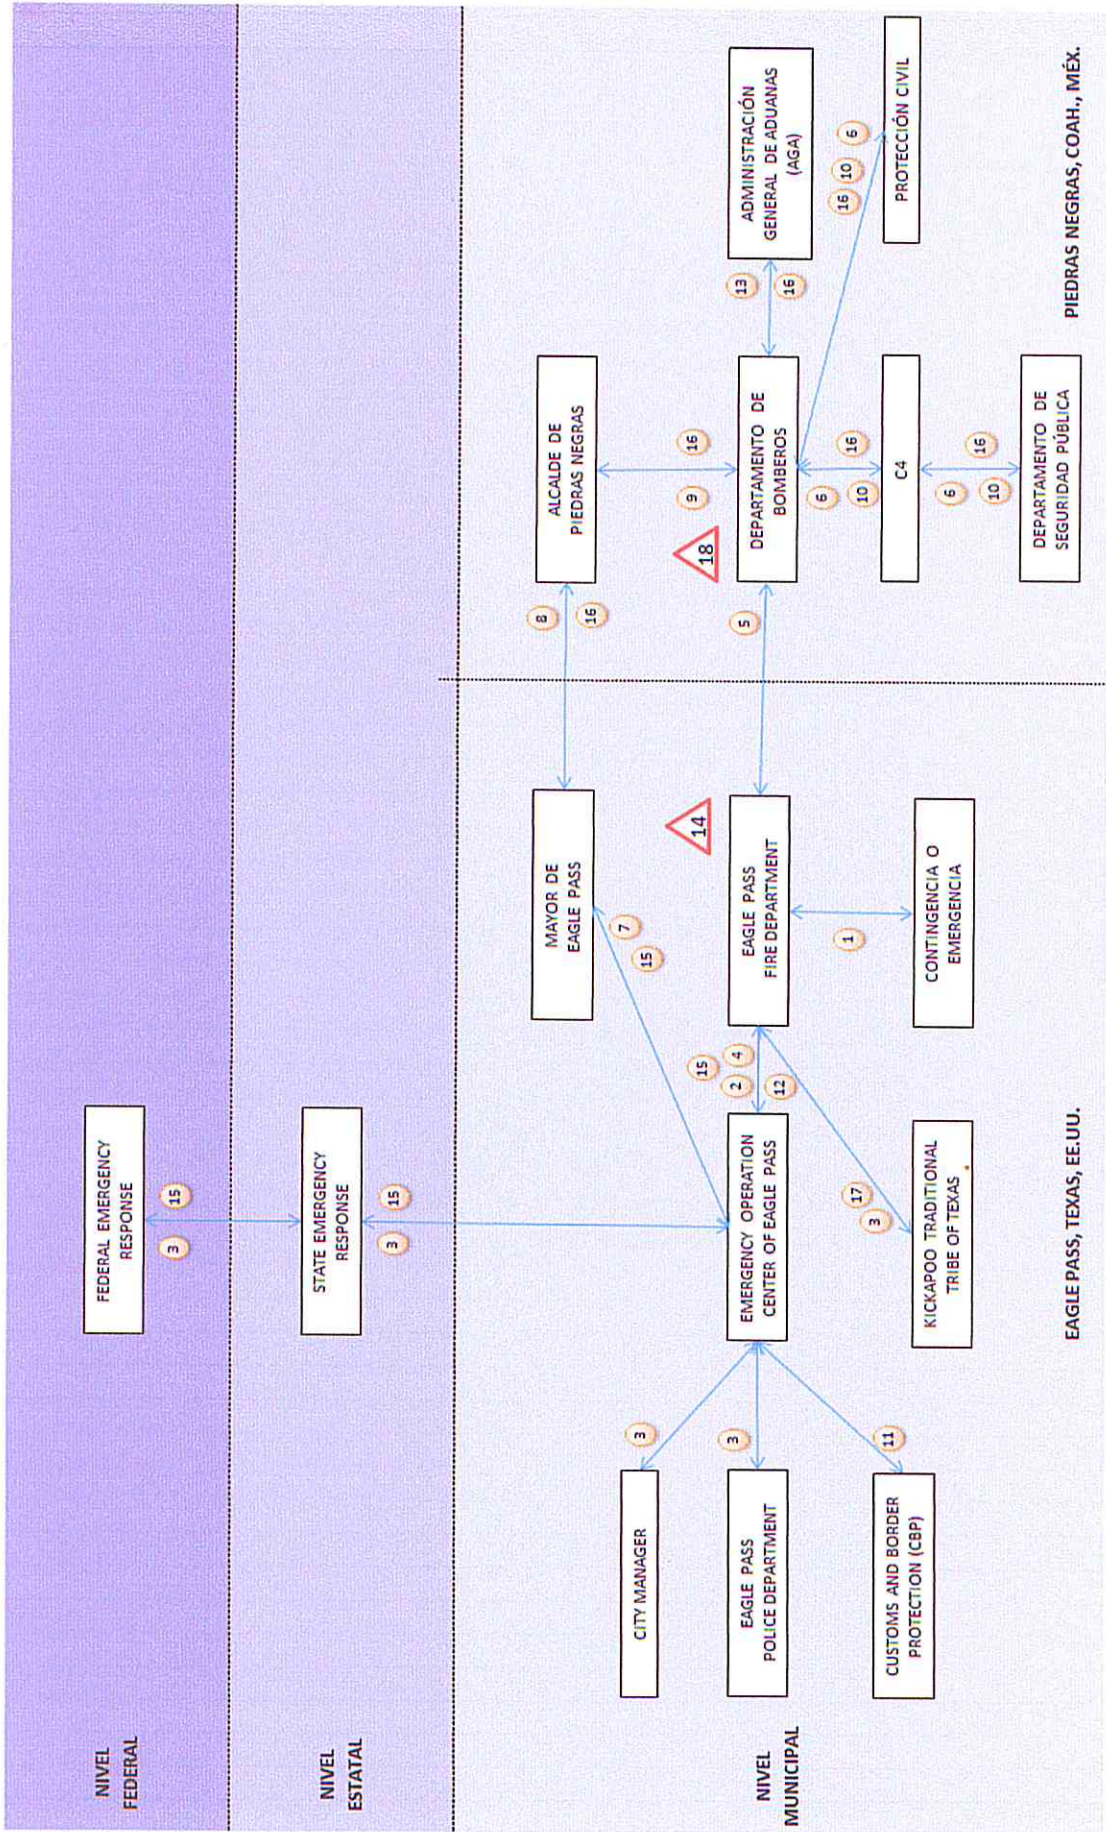 NIVEL
FEDERAL
FEDERAL EMERGENCY
RESPONSE
3
15
NIVEL
ESTATAL
STATE EMERGENCY
RESPONSE
3
15
NIVEL
MUNICIPAL
MAYOR DE
EAGLE PASS
8
16
ALCALDE DE
PIEDRAS NEGRAS
7
15
9
16
CITY MANAGER
3
EAGLE PASS
POLICE DEPARTMENT
3
EMERGENCY OPERATION
CENTER OF EAGLE PASS
15
2
4
12
14
EAGLE PASS
FIRE DEPARTMENT
5
18
DEPARTAMENTO DE
BOMBEROS
13
16
ADMINISTRACIÓN
GENERAL DE ADUANAS
(AGA)
CUSTOMS AND BORDER
PROTECTION (CBP)
11
17
3
1
6
10
16
16
10
6
KICKAPOO TRADITIONAL
TRIBE OF TEXAS
CONTINGENCIA O
EMERGENCIA
C4
PROTECCIÓN CIVIL
6
10
16
DEPARTAMENTO DE
SEGURIDAD PÚBLICA
EAGLE PASS, TEXAS, EE.UU.
PIEDRAS NEGRAS, COAH., MÉX.